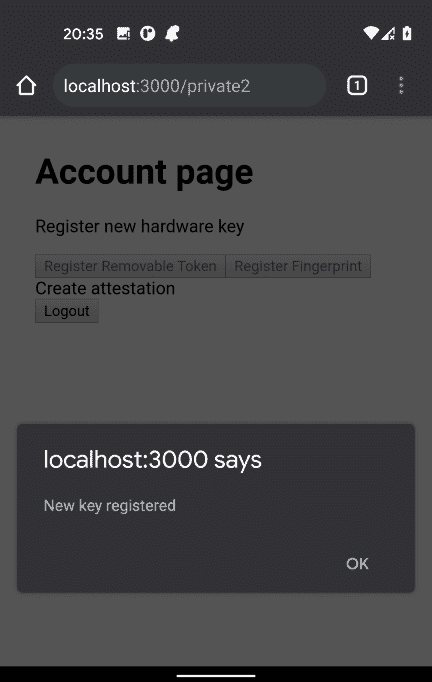 20:35
localhost:3000/private2
1
Account page
Register new hardware key
Register Removable Token Register Fingerprint
Create attestation
Logout
localhost:3000 says
New key registered
OK